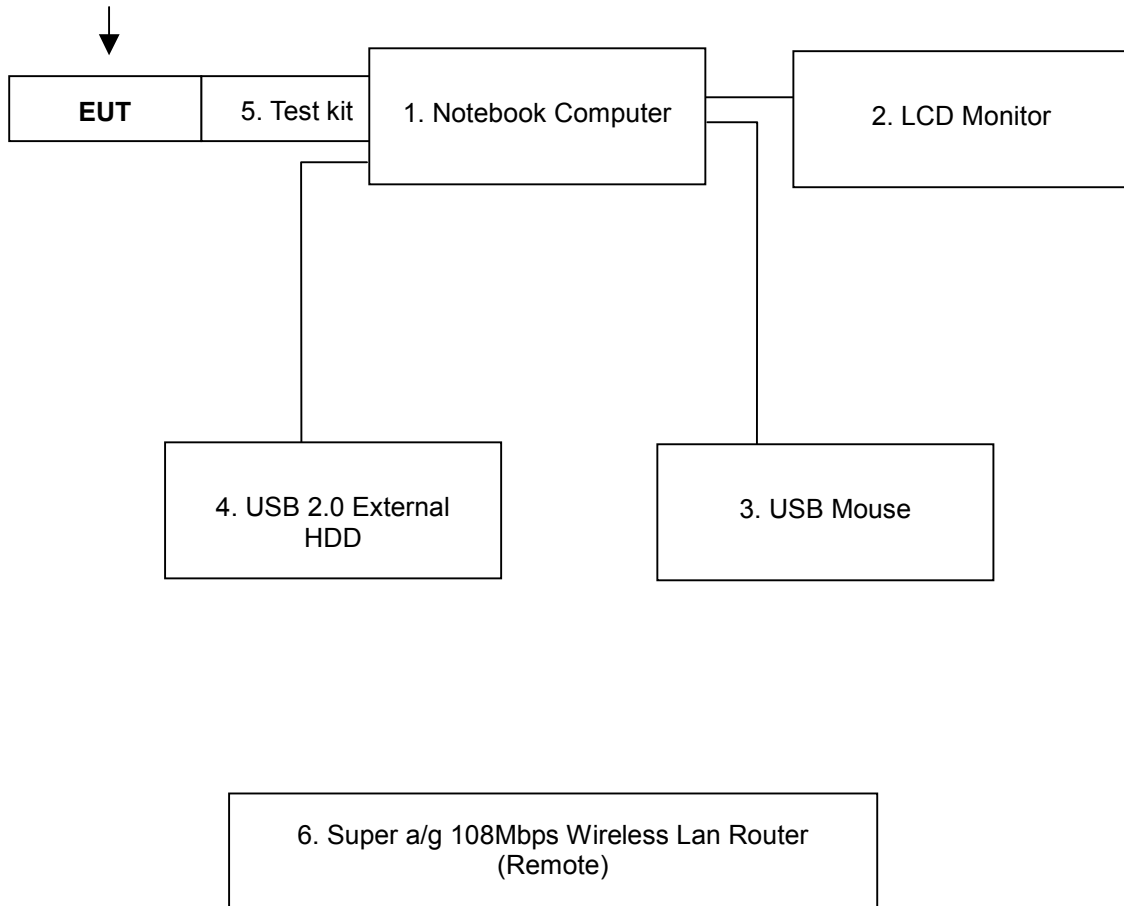 EUT
5. Test kit
1. Notebook Computer
2. LCD Monitor
4. USB 2.0 External
HDD
3. USB Mouse
6. Super a/g 108Mbps Wireless Lan Router
(Remote)